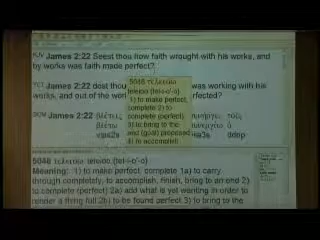 KJV James 2:22 Seest thou how faith wrought with his works, and
by works was faith made perfect?
James 2:22 dost thou
was working with his
works, and out of the wor
rfected?
5048 τελειόω
teleioo (tel-i-o'-o)
1) to make perfect,
complete 2) to
complete (perfect)
3) to bring to the
end (goal) proposed
4) to accomplish
James 2:22
5048 τελειόω teleioo (tel-i-o'-o)
Meaning: 1) to make perfect, complete 1a) to carry
through completely, to accomplish, finish, bring to an end 2)
to complete (perfect) 2a) add what is yet wanting in order to
render a thing full 2b) to be found perfect 3) to bring to the